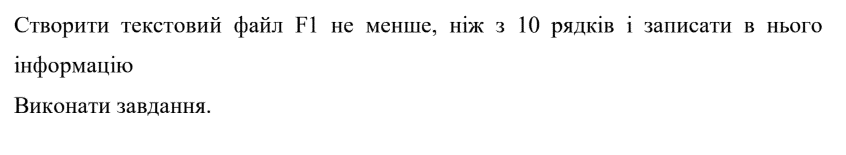 Створити текстовий файл F1 не менше, ніж з 10 рядків і записати в нього
інформацію
Виконати завдання.